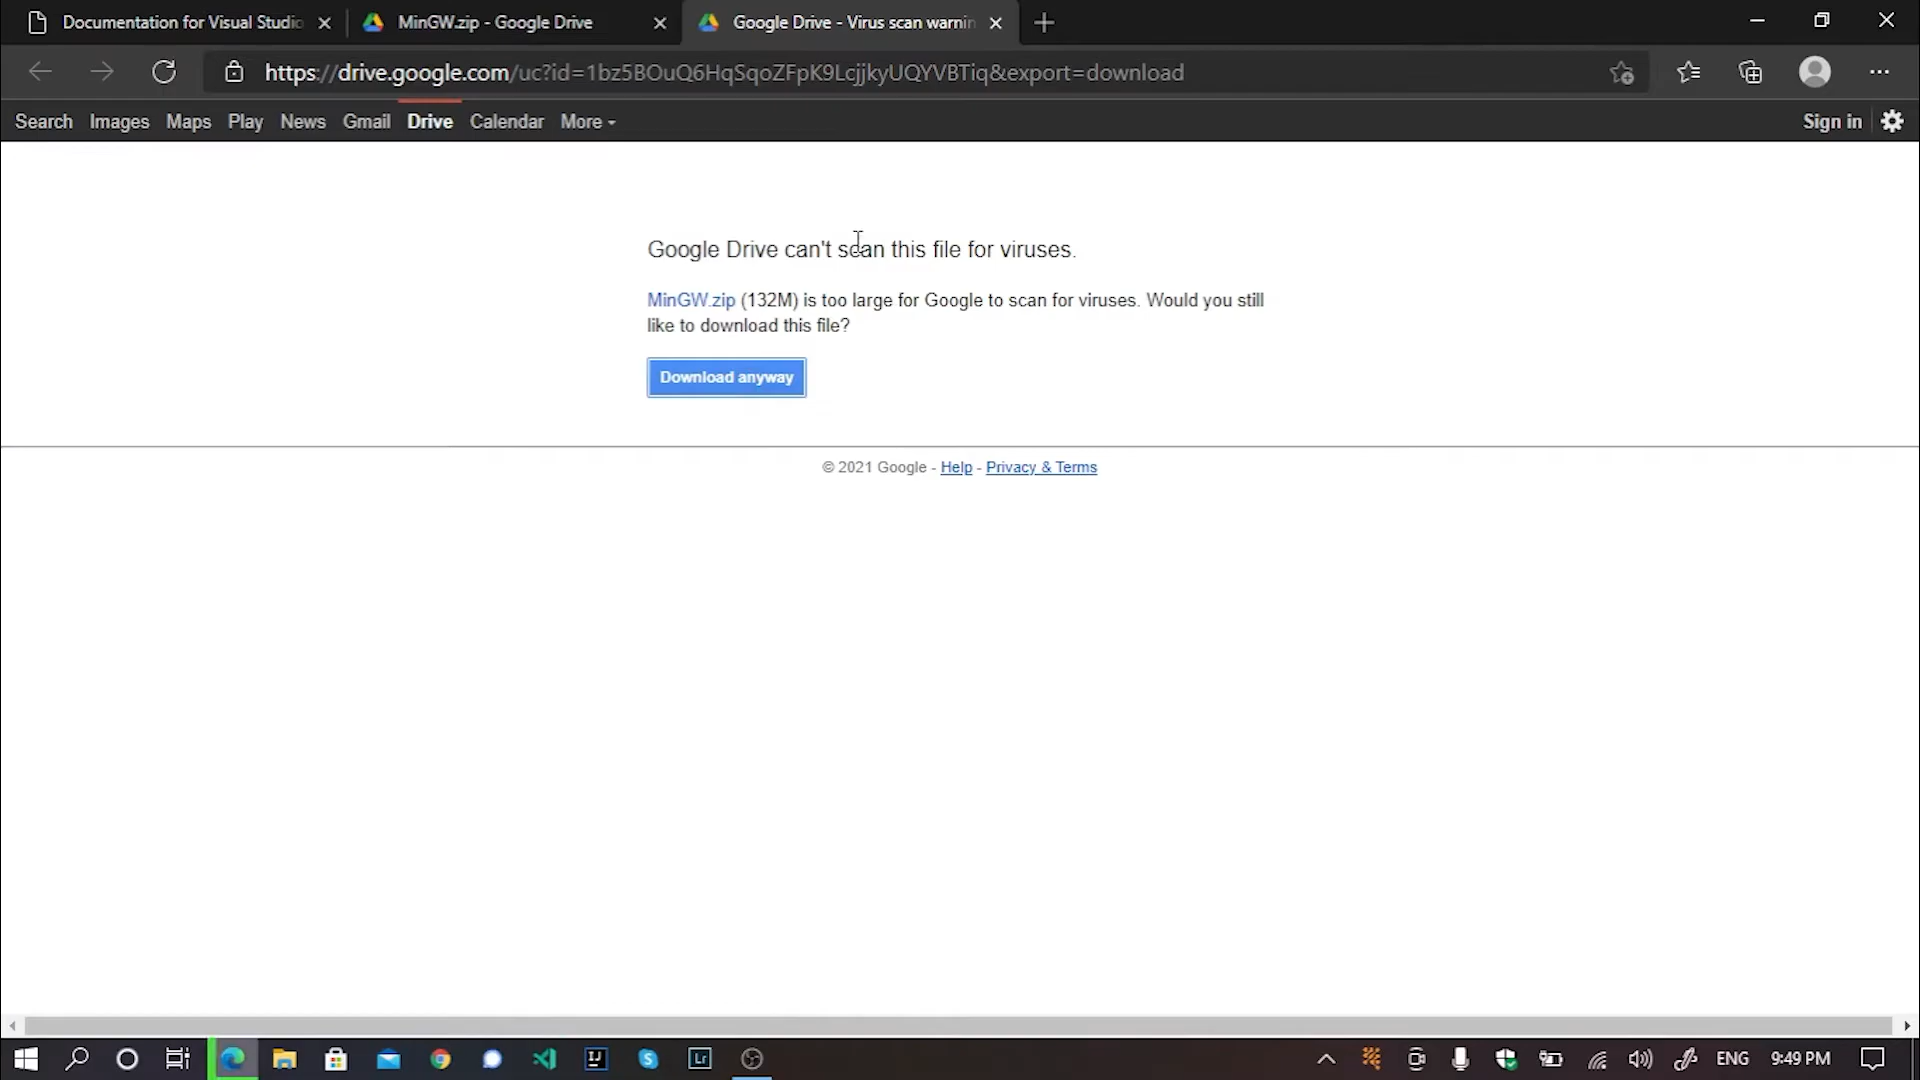 Documentation for Visual Studio
MinGW.zip - Google Drive
Google Drive - Virus scan warnin
https://drive.google.com/uc?id=1bz5BOuQ6HqSqoZFpK9LcjjkyUQYVBTiq&export=download
Search Images Maps Play News Gmail Drive Calendar More
Sign in
Google Drive can't scan this file for viruses.
MinGW.zip (132M) is too large for Google to scan for viruses. Would you still
like to download this file?
Download anyway
© 2021 Google - Help - Privacy & Terms
IJ
S
Lr
ENG
9:49 PM